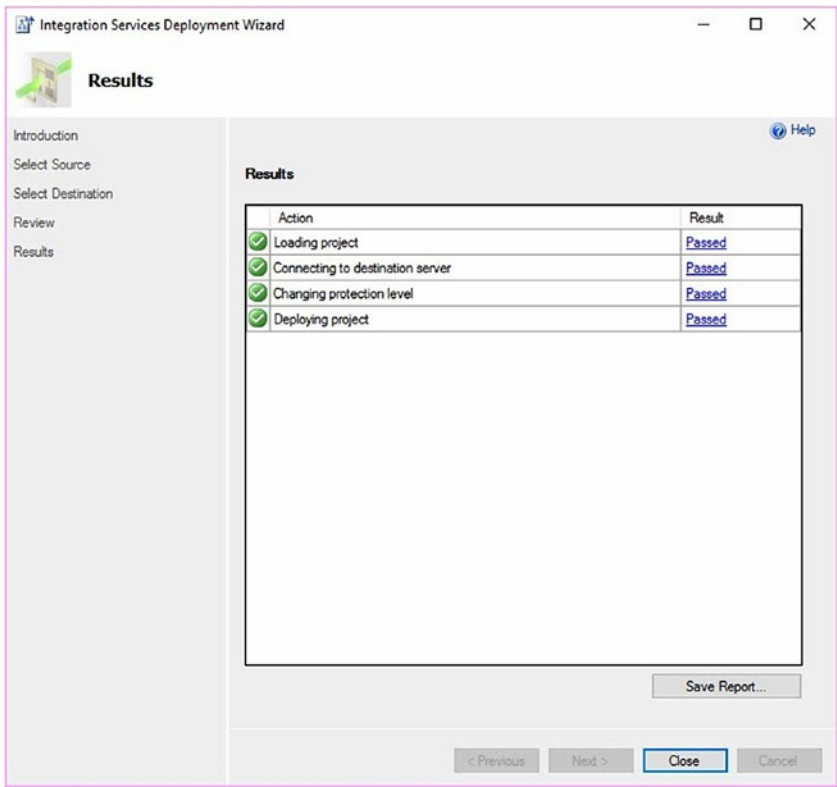 Integration Services Deployment Wizard
Results
Help
Introduction
Select Source
Select Destination
Review
Results
Results
Action Result
Loading project Passed
Connecting to destination server Passed
Changing protection level Passed
Deploying project Passed
Save Report...
< Previous Next > Close Cancel